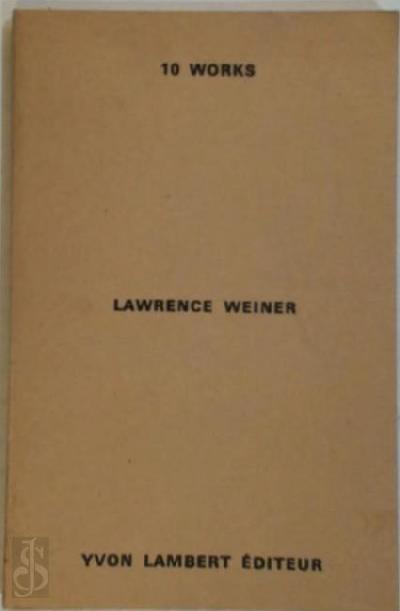 10 WORKS
LAWRENCE WEINER
YVON LAMBERT ÉDITEUR